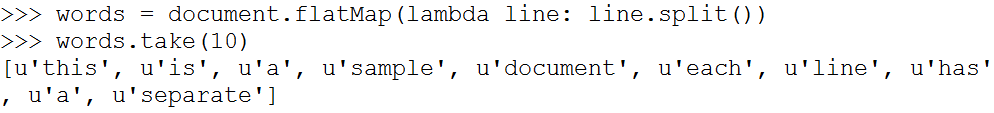 >>> words = document.flatMap(lambda line: line.split())
>>> words.take(10)
[u'this', u'is', u'a', u'sample', u'document', u'each', u'line', u'has'
, u'a', u'separate']